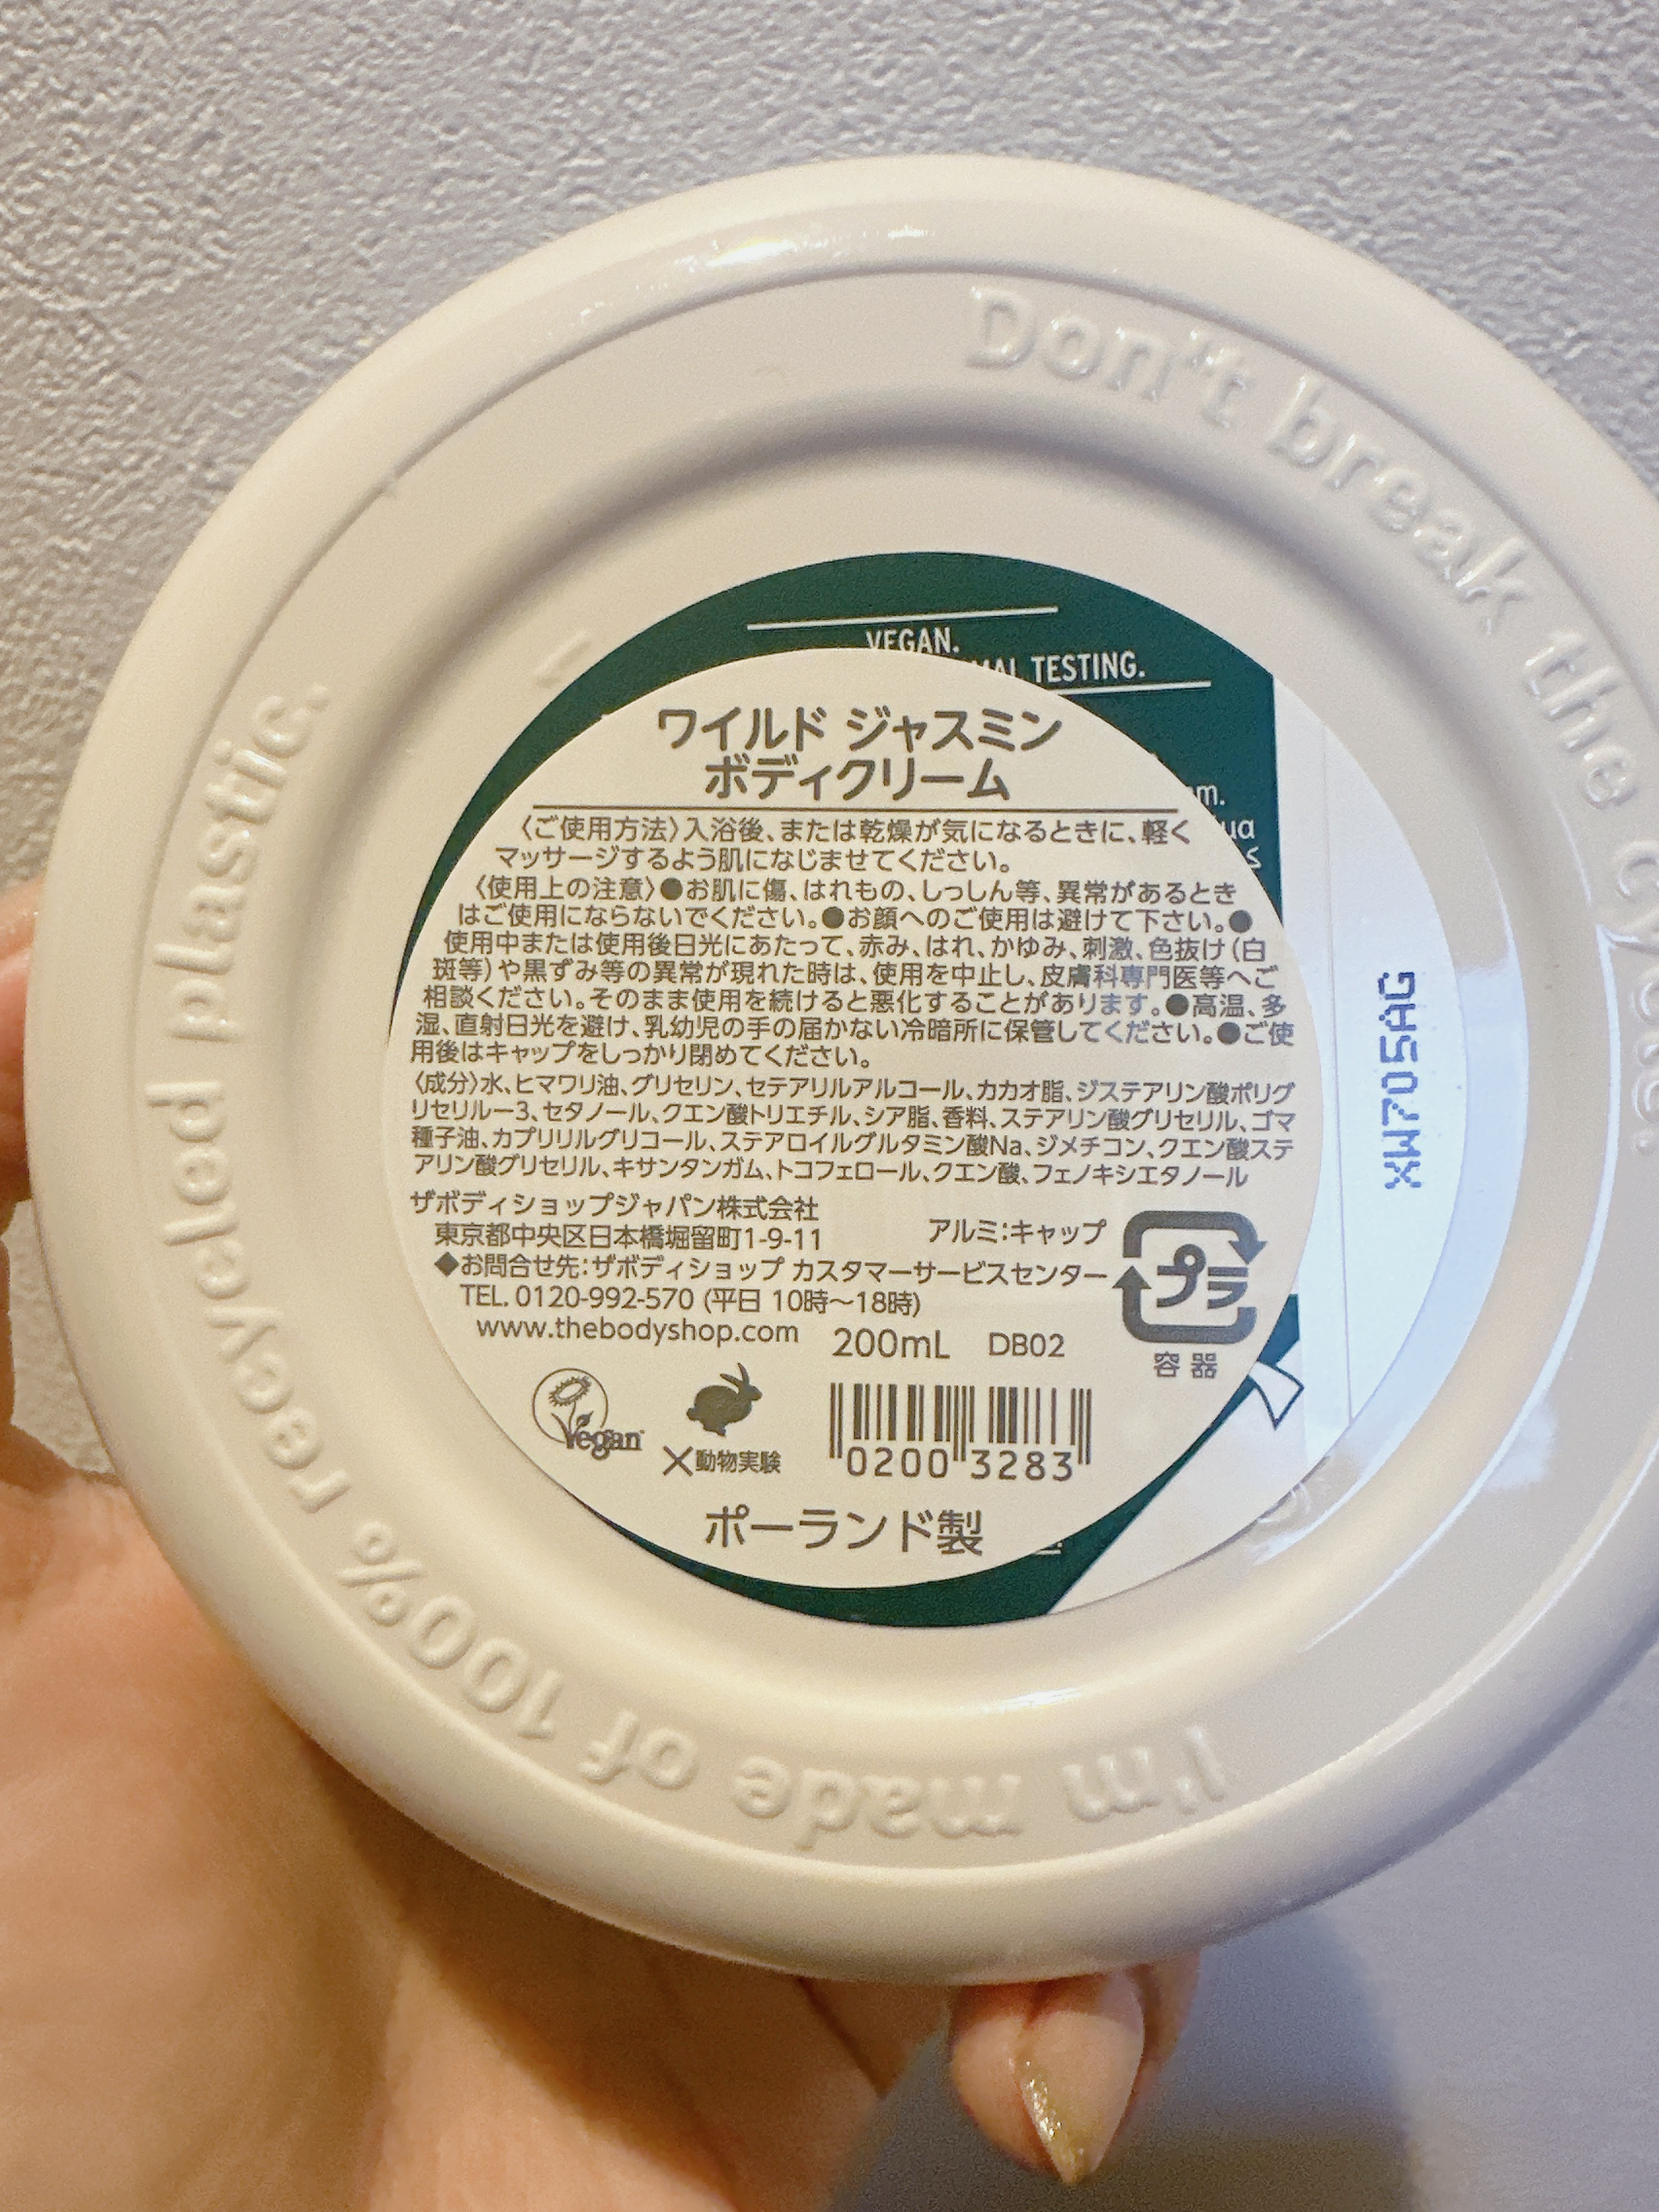 Don't break the cycle.
VEGAN.
TESTING.
m.
ua
ワイルド ジャスミン
ボディクリーム
〈ご使用方法〉入浴後、または乾燥が気になるときに、軽く
マッサージするよう肌になじませてください。
〈使用上の注意〉●お肌に傷、はれもの、しっしん等、異常があるとき
はご使用にならないでください。●お顔へのご使用は避けて下さい。●
使用中または使用後日光にあたって、赤み、はれ、かゆみ、刺激、色抜け(白
斑等)や黒ずみ等の異常が現れた時は、使用を中止し、皮膚科専門医等へご
相談ください。そのまま使用を続けると悪化することがあります。●高温、多
湿、直射日光を避け、乳幼児の手の届かない冷暗所に保管してください。●ご使
用後はキャップをしっかり閉めてください。
〈成分〉水、ヒマワリ油、グリセリン、セテアリルアルコール、カカオ脂、ジステアリン酸ポリグ
リセリルー3、セタノール、クエン酸トリエチル、シア脂、香料、ステアリン酸グリセリル、ゴマ
種子油、カプリリルグリコール、ステアロイルグルタミン酸Na、ジメチコン、クエン酸ステ
アリン酸グリセリル、キサンタンガム、トコフェロール、クエン酸、フェノキシエタノール
ザボディショップジャパン株式会社
東京都中央区日本橋堀留町1-9-11
アルミ:キャップ
◆お問合せ先:ザボディショップ カスタマーサービスセンター
TEL. 0120-992-570 (平日 10時〜18時)
www.thebodyshop.com
200mL DB02
プラ
容器
Vegan
×動物実験
0200 3283
ポーランド製
XW705AG
I'm made of 100% recycled plastic.